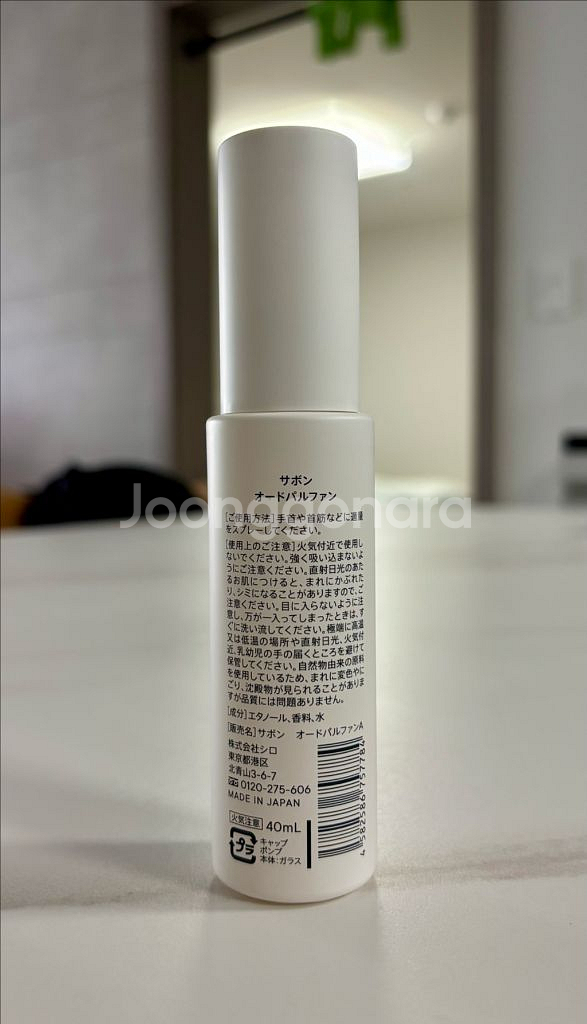 サボン
オードパルファン
Joonggonara
[ご使用方法]手首や首筋などに適量
をスプレーしてください。
[使用上のご注意]火気付近で使用し
ないでください。強く吸い込まないよ
うにご注意ください。直射日光のあた
るお肌につけると、まれにかぶれた
り、シミになることがありますので、ご
注意ください。目に入らないように注
意し、万が一入ってしまったときは、す
ぐに洗い流してください。極端に高温
又は低温の場所や直射日光、火気付
近、乳幼児の手の届くところを避けて
保管してください。自然物由来の原料
を使用しているため、まれに変色やに
ごり、沈殿物が見られることがありま
すが品質には問題ありません。
[成分]エタノール、香料、水
[販売名]サボン オードパルファンA
株式会社シロ
東京都港区
北青山3-6-7
0120-275-606
MADE IN JAPAN
火気注意 40mL
プラ
キャップ
ポンプ
本体:ガラス
4582586757784